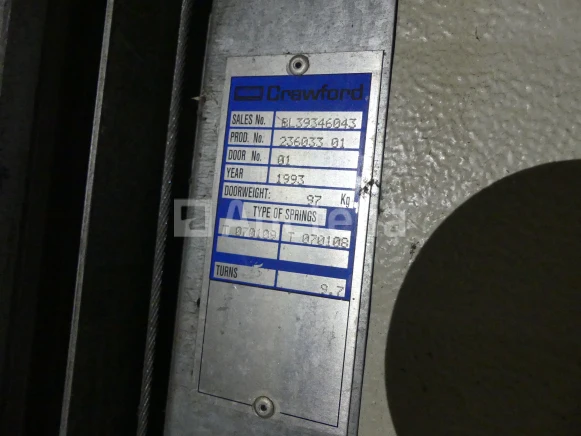 Crawford
SALES No. BL39346043
PROD. No. 236033 01
DOOR No. 01
YEAR 1993
DOORWEIGHT: 97 Kg
TYPE OF SPRINGS
T 070109 T 070108
TURNS 9.7